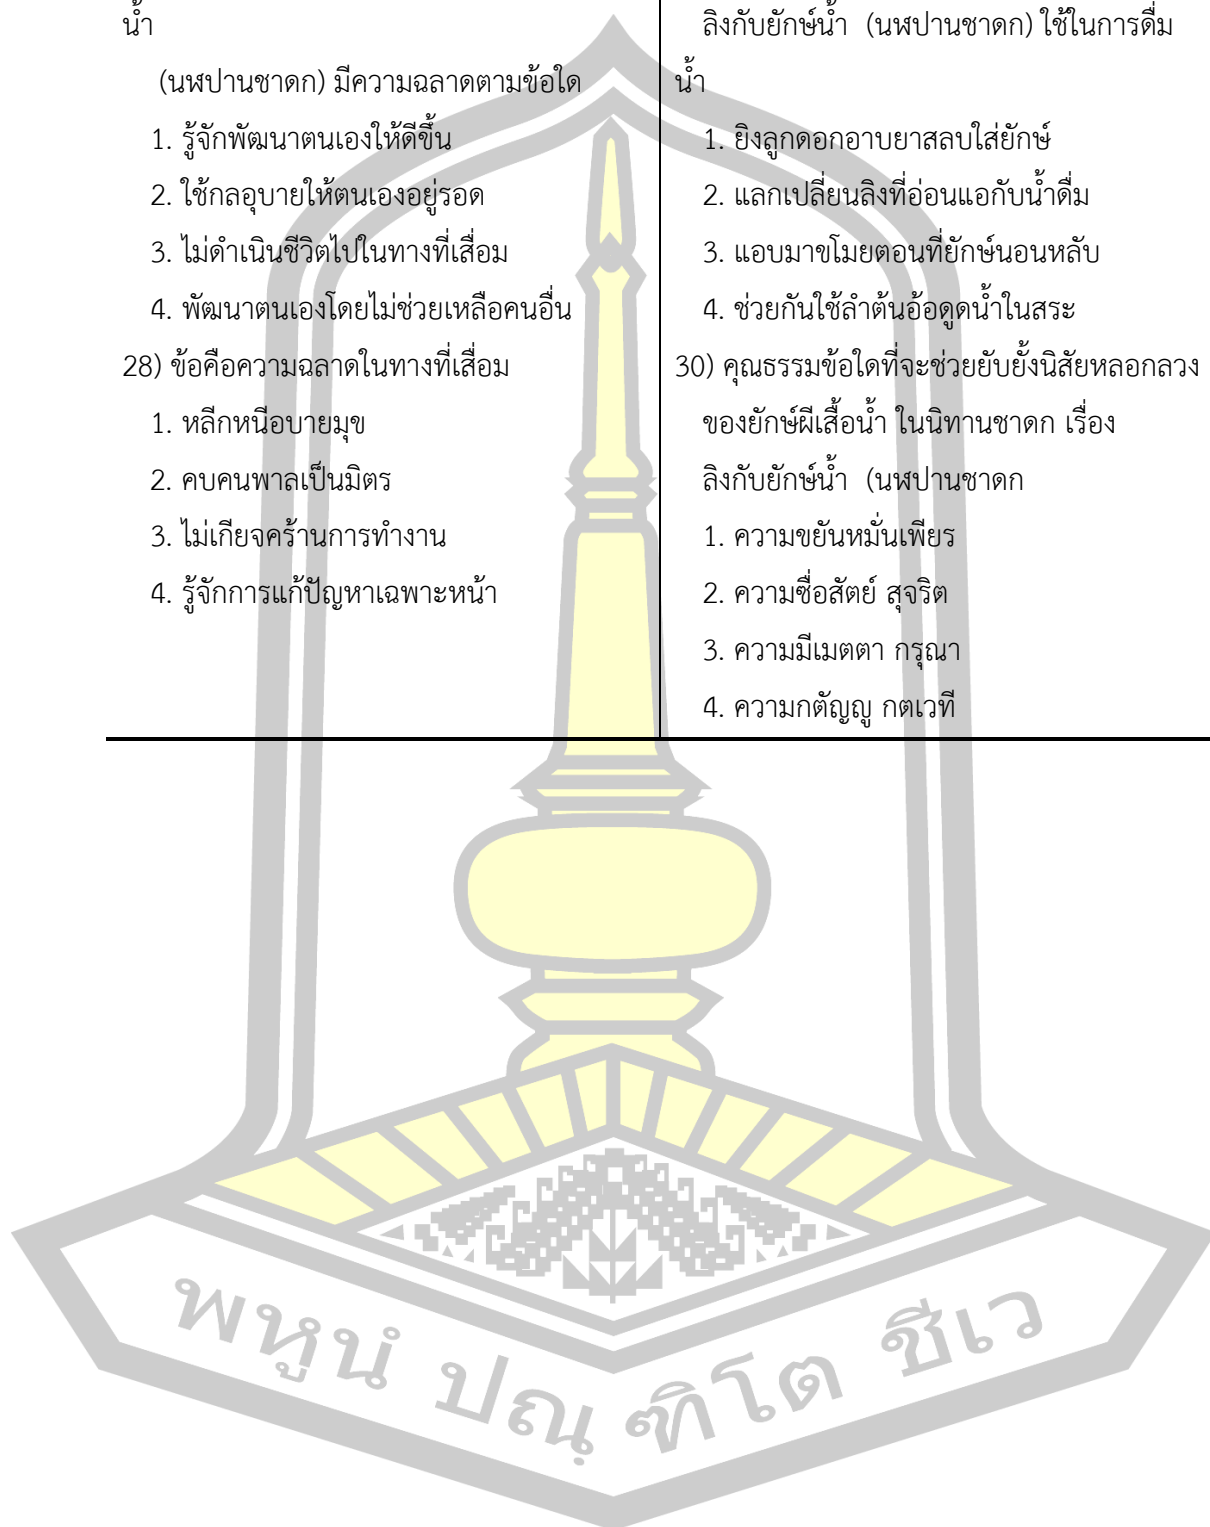 น้ำ
(นฬปานชาดก) มีความฉลาดตามข้อใด
1. รู้จักพัฒนาตนเองให้ดีขึ้น
2. ใช้กลอุบายให้ตนเองอยู่รอด
3. ไม่ดำเนินชีวิตไปในทางที่เสื่อม
4. พัฒนาตนเองโดยไม่ช่วยเหลือคนอื่น
28) ข้อคือความฉลาดในทางที่เสื่อม
1. หลีกหนีอบายมุข
2. คบคนพาลเป็นมิตร
3. ไม่เกียจคร้านการทำงาน
4. รู้จักการแก้ปัญหาเฉพาะหน้า
ลิงกับยักษ์น้ำ (นฬปานชาดก) ใช้ในการดื่ม
น้ำ
1. ยิงลูกดอกอาบยาสลบใส่ยักษ์
2. แลกเปลี่ยนลิงที่อ่อนแอกับน้ำดื่ม
3. แอบมาขโมยตอนที่ยักษ์นอนหลับ
4. ช่วยกันใช้ลำต้นอ้อดูดน้ำในสระ
30) คุณธรรมข้อใดที่จะช่วยยับยั้งนิสัยหลอกลวง
ของยักษ์ผีเสื้อน้ำ ในนิทานชาดก เรื่อง
ลิงกับยักษ์น้ำ (นฬปานชาดก
1. ความขยันหมั่นเพียร
2. ความซื่อสัตย์ สุจริต
3. ความมีเมตตา กรุณา
4. ความกตัญญู กตเวที
พหูนํ ปณฺฑิโต ชีเว